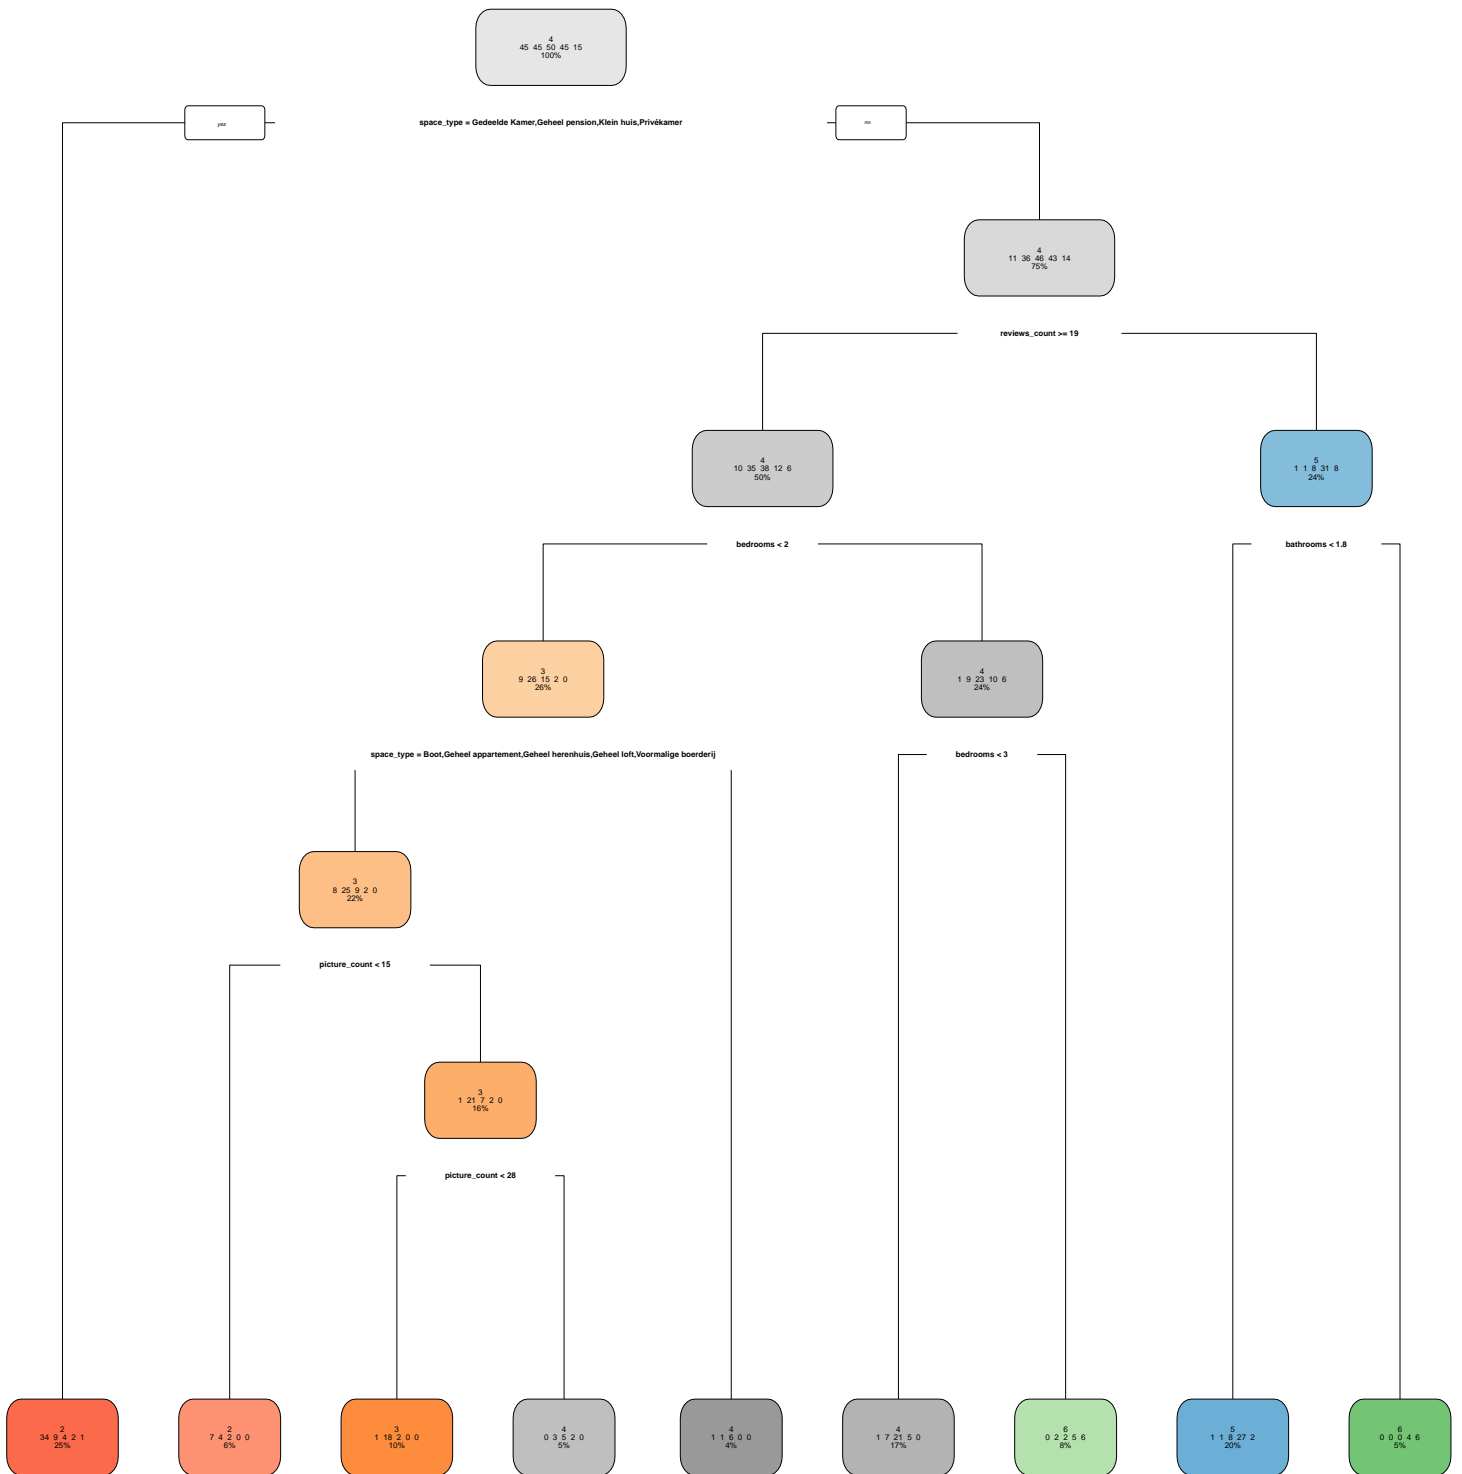 4
45 45 50 45 15
100%
yes
space_type = Gedeelde Kamer,Geheel pension,Klein huis,Privékamer
no
4
11 36 46 43 14
75%
reviews_count >= 19
4
10 35 38 12 6
50%
5
1 1 8 31 8
24%
bedrooms < 2
bathrooms < 1.8
3
9 26 15 2 0
26%
4
1 9 23 10 6
24%
space_type = Boot,Geheel appartement,Geheel herenhuis,Geheel loft,Voormalige boerderij
bedrooms < 3
3
8 25 9 2 0
22%
picture_count < 15
3
1 21 7 2 0
16%
picture_count < 28
2
34 9 4 2 1
25%
2
7 4 2 0 0
6%
3
1 18 2 0 0
10%
4
0 3 5 2 0
5%
4
1 1 6 0 0
4%
4
1 7 21 5 0
17%
6
0 2 2 5 6
8%
5
1 1 8 27 2
20%
6
0 0 0 4 6
5%